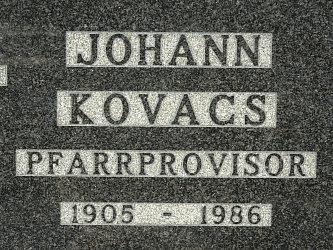 JOHANN
KOVACS
PFARRPROVISOR
1905 - 1986